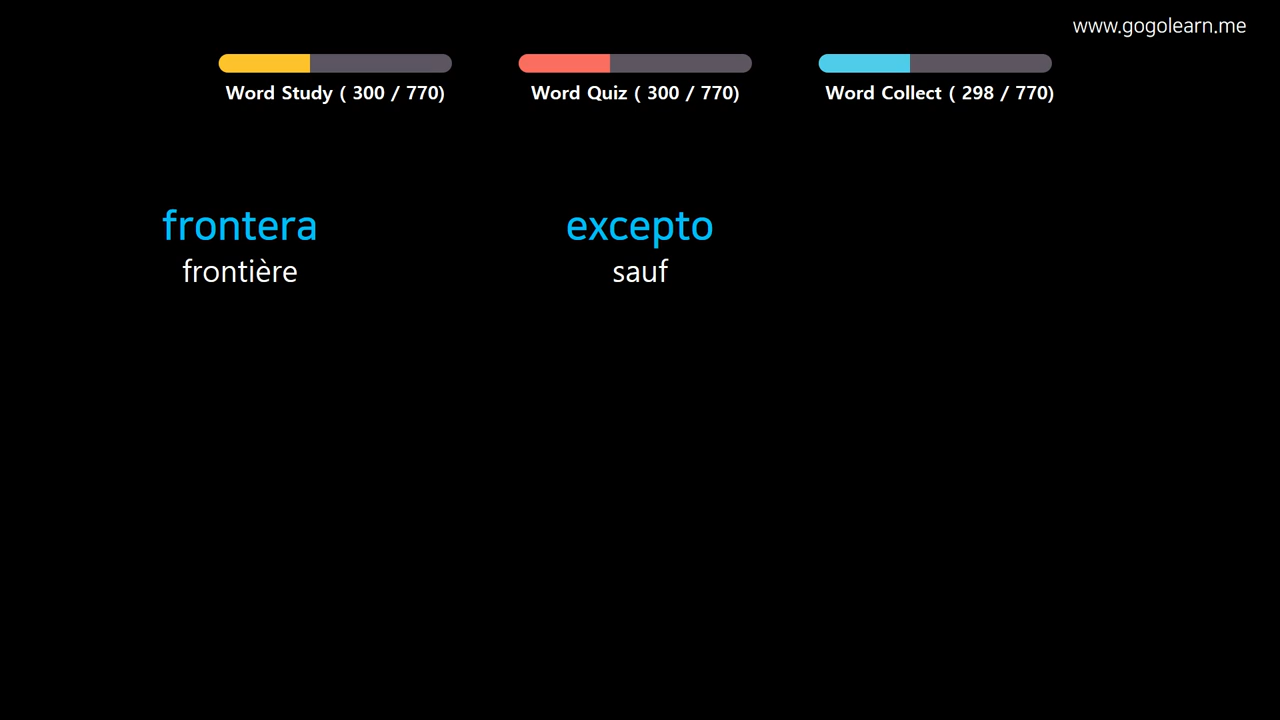 www.gogolearn.me
Word Study ( 300 / 770)
Word Quiz ( 300 / 770)
Word Collect ( 298 / 770)
frontera
frontière
excepto
sauf